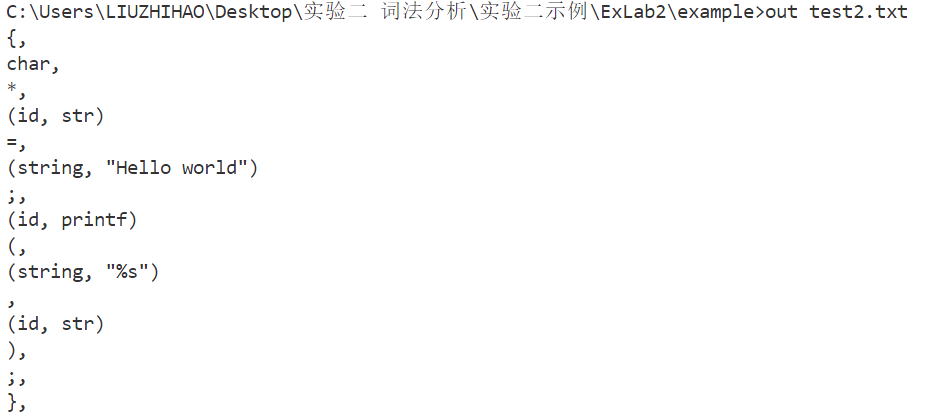 C:\Users\LIUZHIHAO\Desktop\实验二 词法分析\实验二示例\ExLab2\example>out test2.txt
{,
char,
*,
(id, str)
=,
(string, "Hello world")
;,
(id, printf)
(,
(string, "%s")
,
(id, str)
),
;,
},